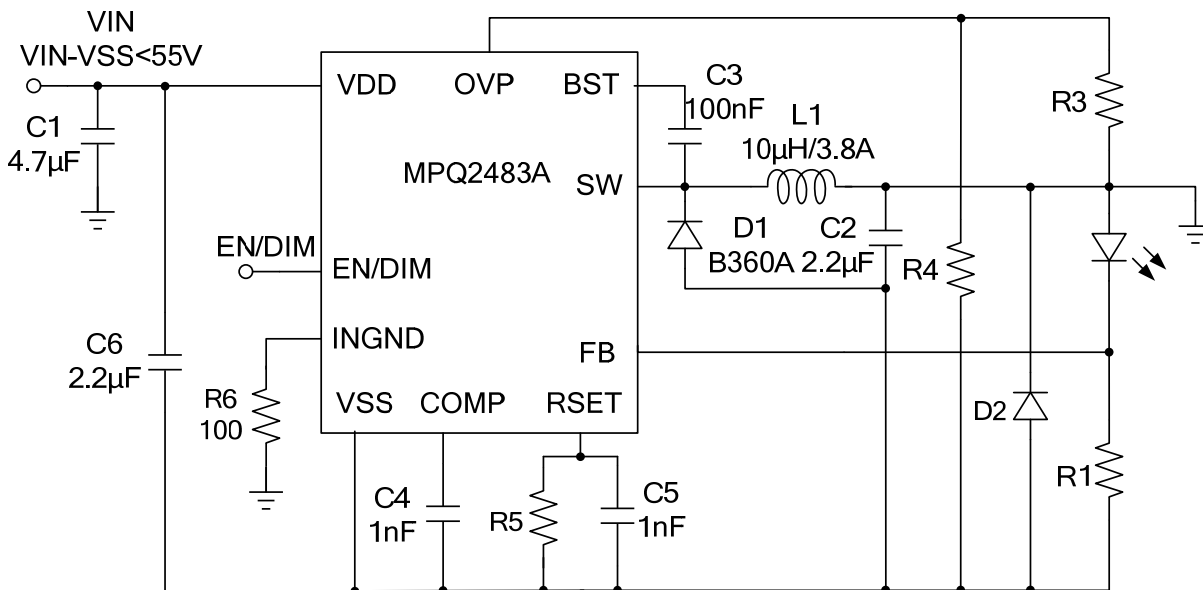 VIN
VIN-VSS<55V
VDD
OVP
BST
C3
100nF
L1
10µH/3.8A
R3
C1
4.7µF
MPQ2483A
SW
EN/DIM
EN/DIM
D1
B360A
C2
2.2µF
R4
INGND
FB
C6
2.2µF
R6
100
VSS
COMP
RSET
D2
R1
C4
1nF
R5
C5
1nF